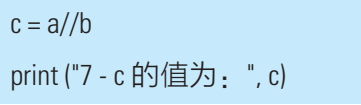 c = a//b
print ("7 - c 的值为：", c)